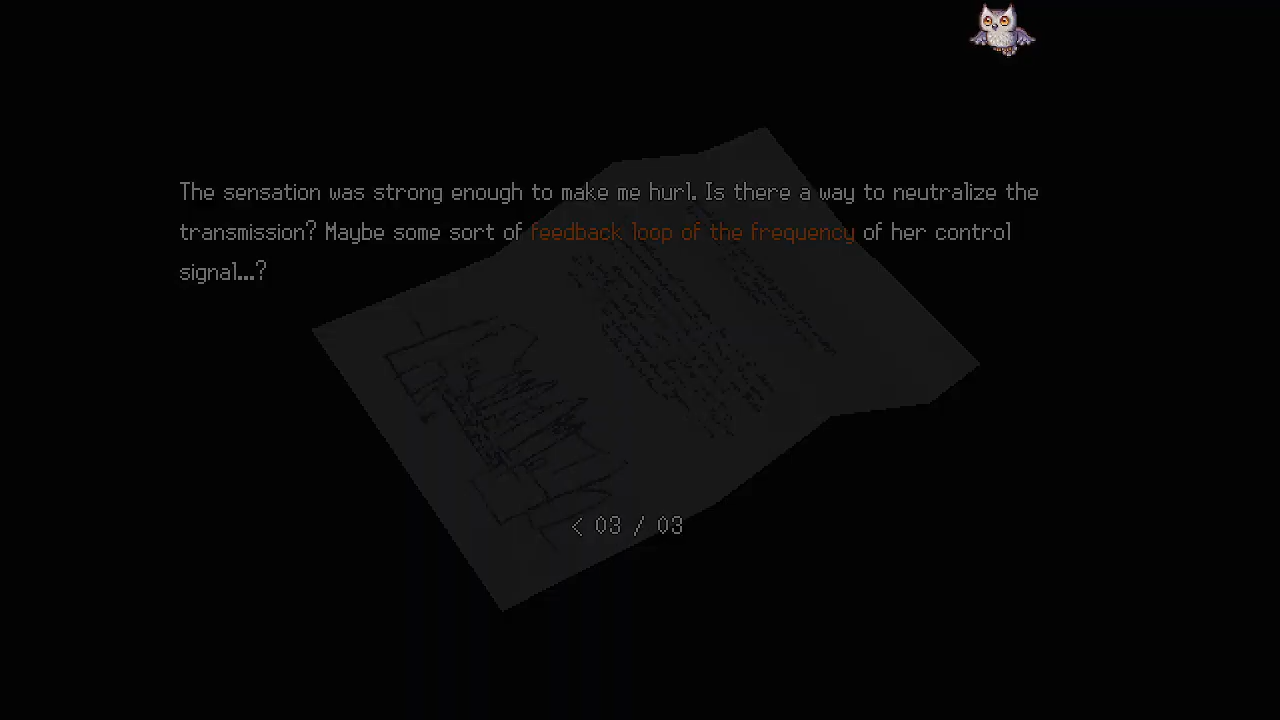 The sensation was strong enough to make me hurl. Is there a way to neutralize the
transmission? Maybe some sort of feedback loop of the frequency of her control
signal...?
< 03 / 03